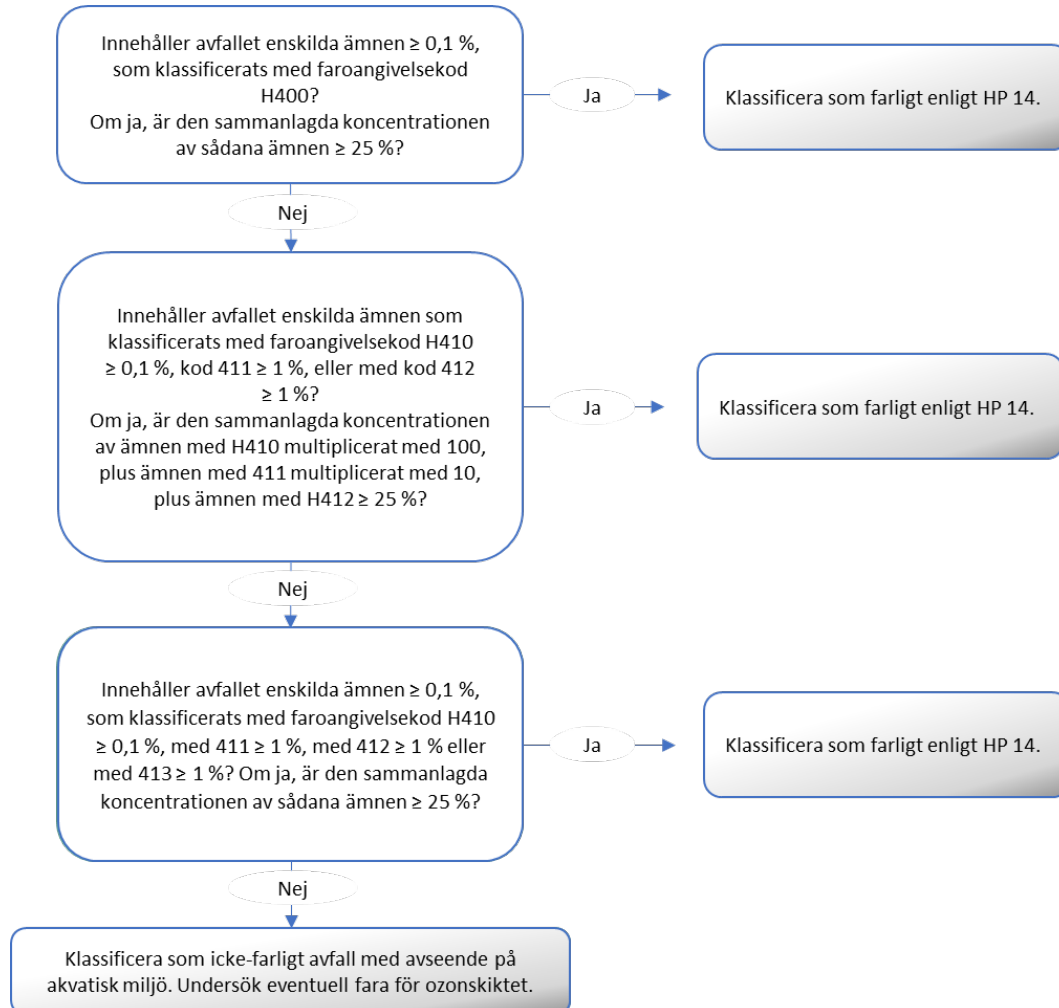 Innehåller avfallet enskilda ämnen ≥ 0,1 %,
som klassificerats med faroangivelsekod
H400?
Om ja, är den sammanlagda koncentrationen
av sådana ämnen ≥ 25 %?
Ja
Klassificera som farligt enligt HP 14.
Nej
Innehåller avfallet enskilda ämnen som
klassificerats med faroangivelsekod H410
≥ 0,1 %, kod 411 ≥ 1 %, eller med kod 412
≥ 1 %?
Om ja, är den sammanlagda koncentrationen
av ämnen med H410 multiplicerat med 100,
plus ämnen med 411 multiplicerat med 10,
plus ämnen med H412 ≥ 25 %?
Ja
Klassificera som farligt enligt HP 14.
Nej
Innehåller avfallet enskilda ämnen ≥ 0,1 %,
som klassificerats med faroangivelsekod H410
≥ 0,1 %, med 411 ≥ 1 %, med 412 ≥ 1 % eller
med 413 ≥ 1 %? Om ja, är den sammanlagda
koncentrationen av sådana ämnen ≥ 25 %?
Ja
Klassificera som farligt enligt HP 14.
Nej
Klassificera som icke-farligt avfall med avseende på
akvatisk miljö. Undersök eventuell fara för ozonskiktet.